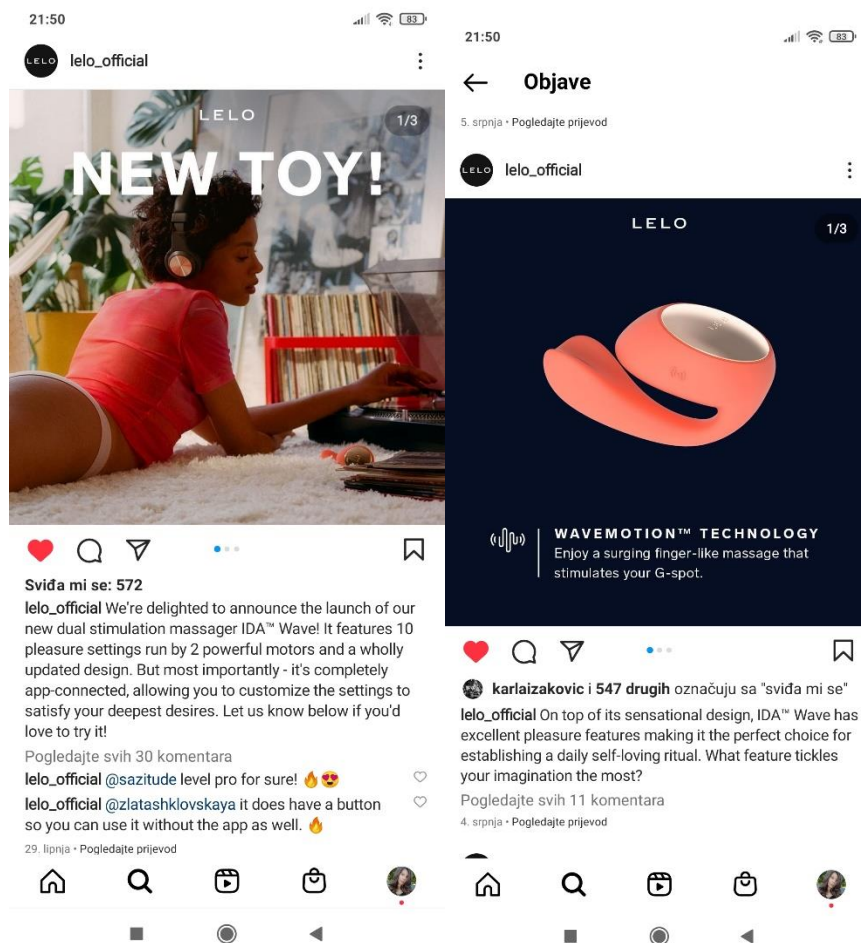 21:50
83
LELO
lelo_official
LELO
1/3
NEW TOY!
Sviđa mi se: 572
lelo_official We're delighted to announce the launch of our
new dual stimulation massager IDA™ Wave! It features 10
pleasure settings run by 2 powerful motors and a wholly
updated design. But most importantly - it's completely
app-connected, allowing you to customize the settings to
satisfy your deepest desires. Let us know below if you'd
love to try it!
Pogledajte svih 30 komentara
lelo_official @sazitude level pro for sure! 🔥😍
lelo_official @zlatashklovskaya it does have a button
so you can use it without the app as well. 🔥
29. lipnja • Pogledajte prijevod
21:50
83
Objave
5. srpnja • Pogledajte prijevod
LELO
lelo_official
LELO
1/3
WAVEMOTION™ TECHNOLOGY
Enjoy a surging finger-like massage that
stimulates your G-spot.
karlaizakovic i 547 drugih označuju sa "sviđa mi se"
lelo_official On top of its sensational design, IDA™ Wave has
excellent pleasure features making it the perfect choice for
establishing a daily self-loving ritual. What feature tickles
your imagination the most?
Pogledajte svih 11 komentara
4. srpnja • Pogledajte prijevod